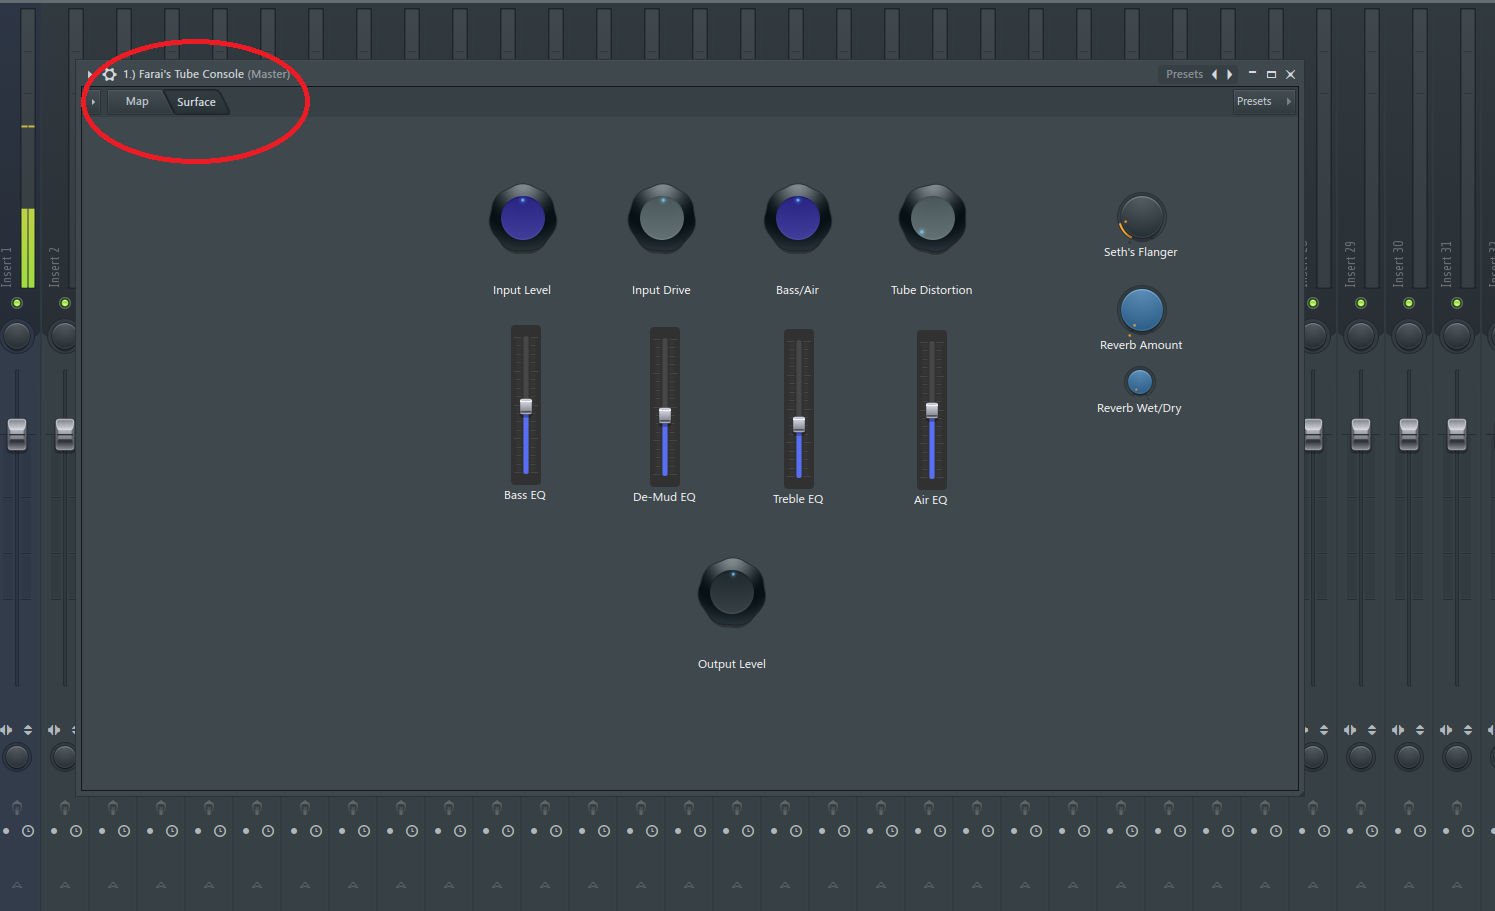 1.) Farai's Tube Console (Master)
Presets
Map
Surface
Presets
Input Level
Input Drive
Bass/Air
Tube Distortion
Seth's Flanger
Reverb Amount
Reverb Wet/Dry
Bass EQ
De-Mud EQ
Treble EQ
Air EQ
Output Level
Insert 1
Insert 2
Insert 29
Insert 30
Insert 31